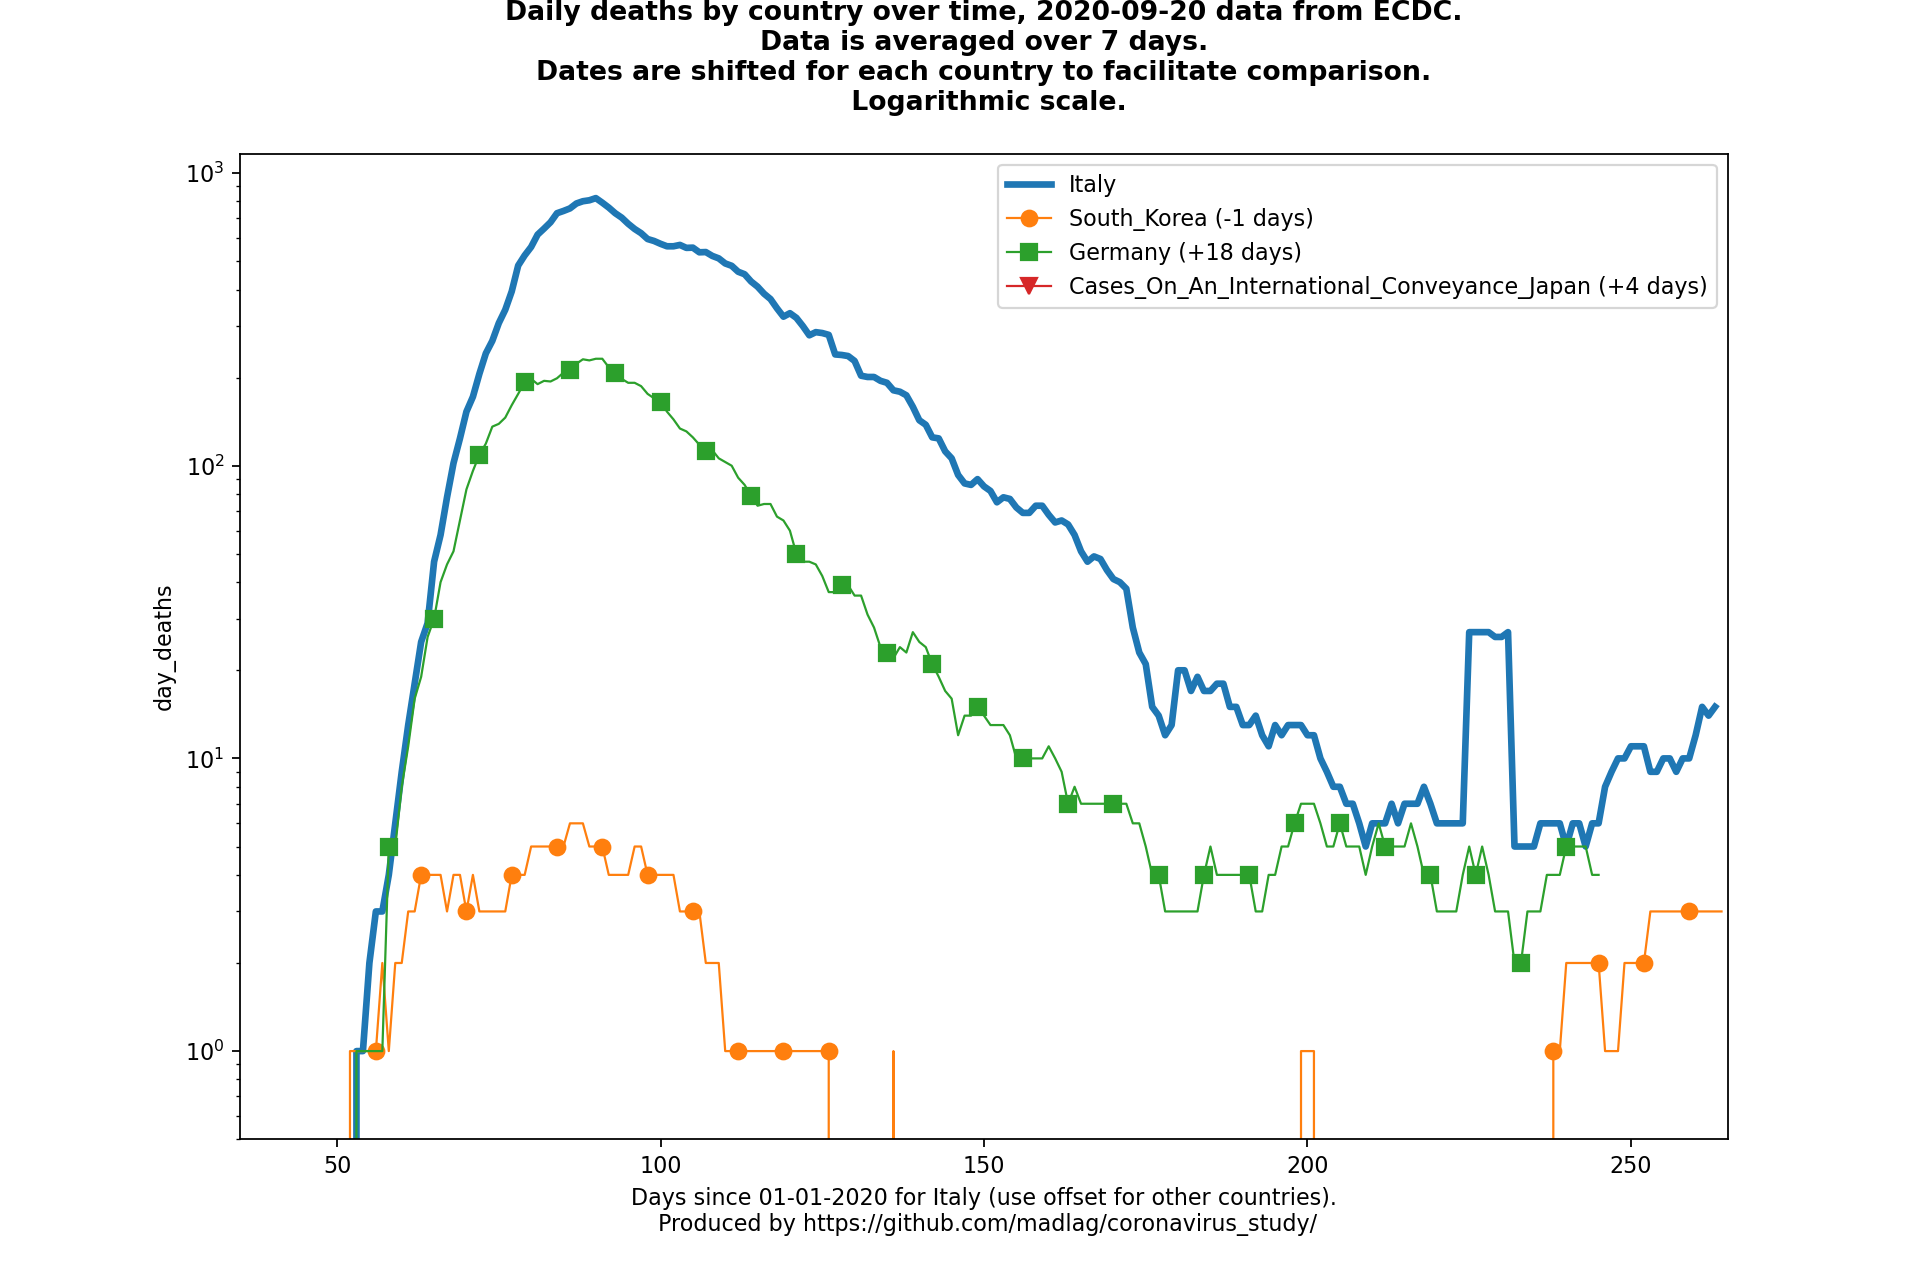 Daily deaths by country over time, 2020-09-20 data from ECDC.
Data is averaged over 7 days.
Dates are shifted for each country to facilitate comparison.
Logarithmic scale.
10³
10²
10¹
10⁰
day_deaths
Italy
South_Korea (-1 days)
Germany (+18 days)
Cases_On_An_International_Conveyance_Japan (+4 days)
50 100 150 200 250
Days since 01-01-2020 for Italy (use offset for other countries).
Produced by https://github.com/madlag/coronavirus_study/